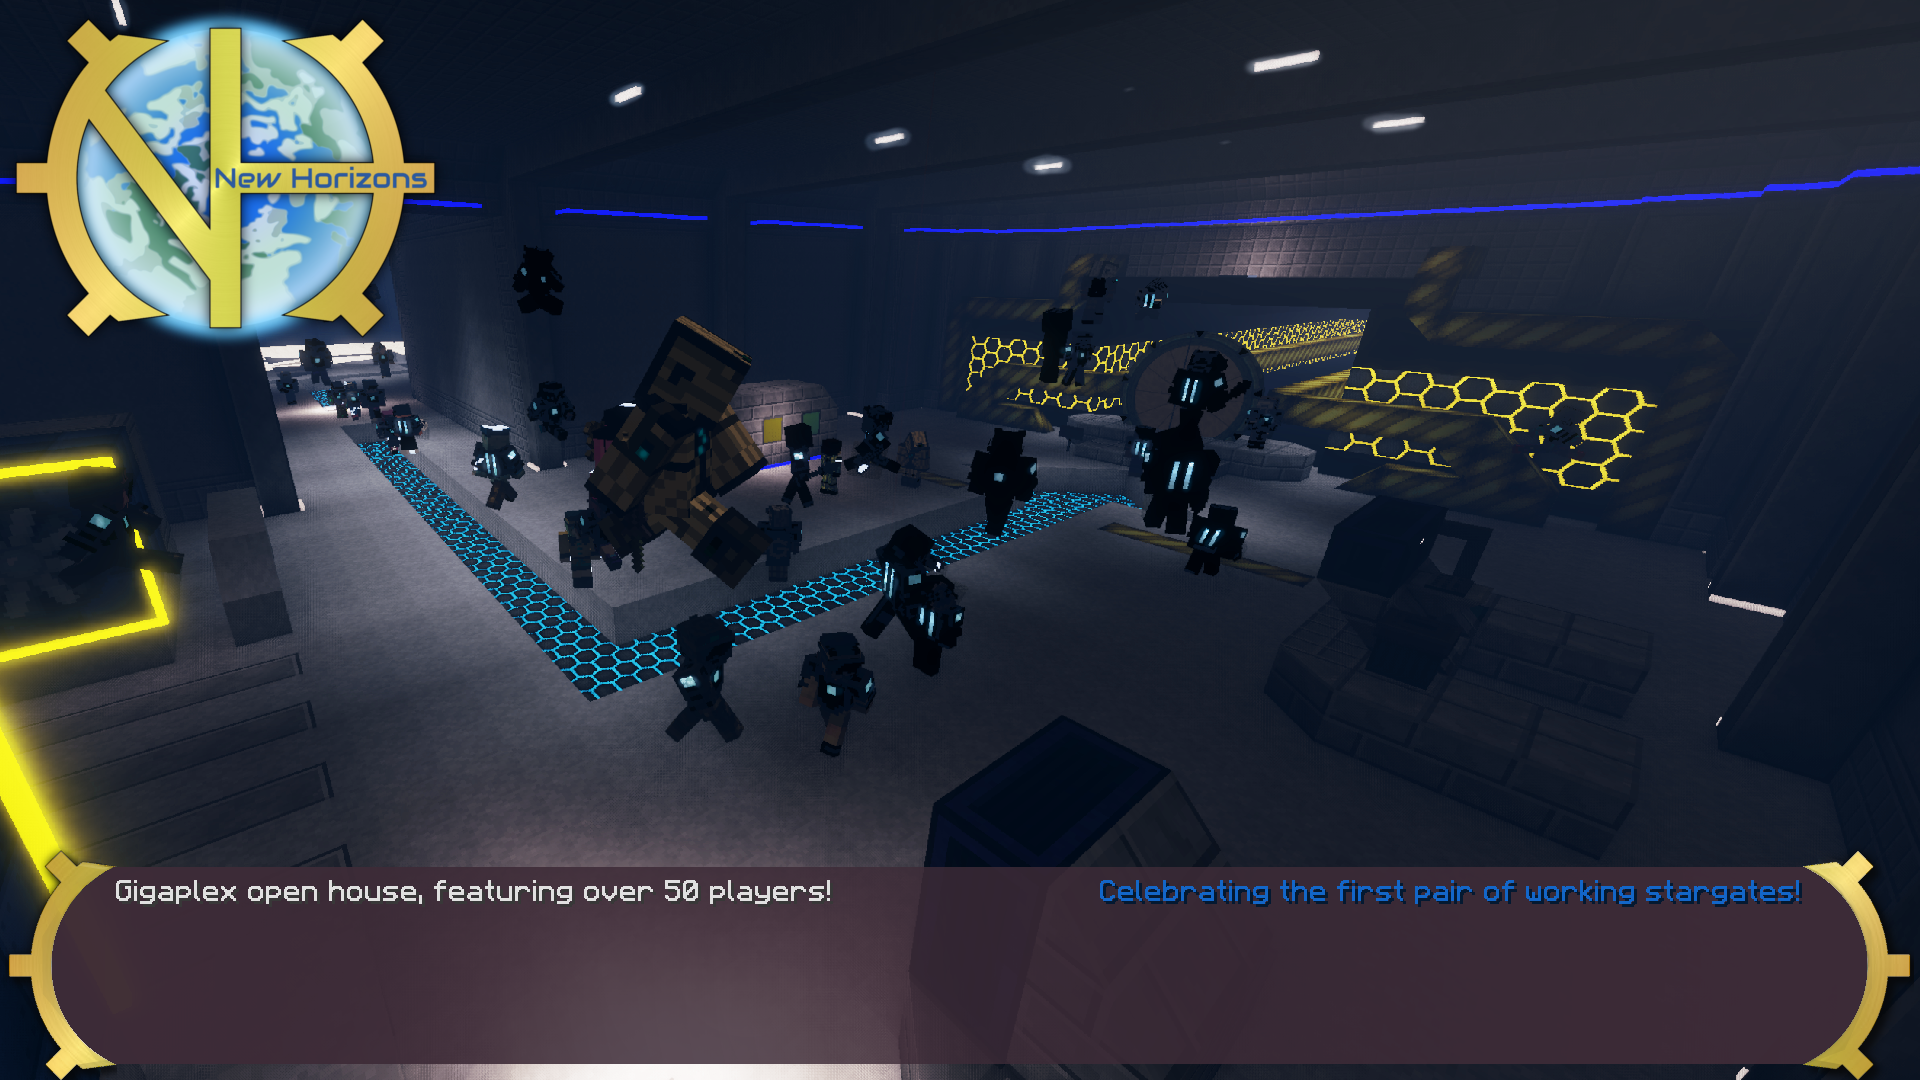 New Horizons
Gigaplex open house, featuring over 50 players!
Celebrating the first pair of working stargates!